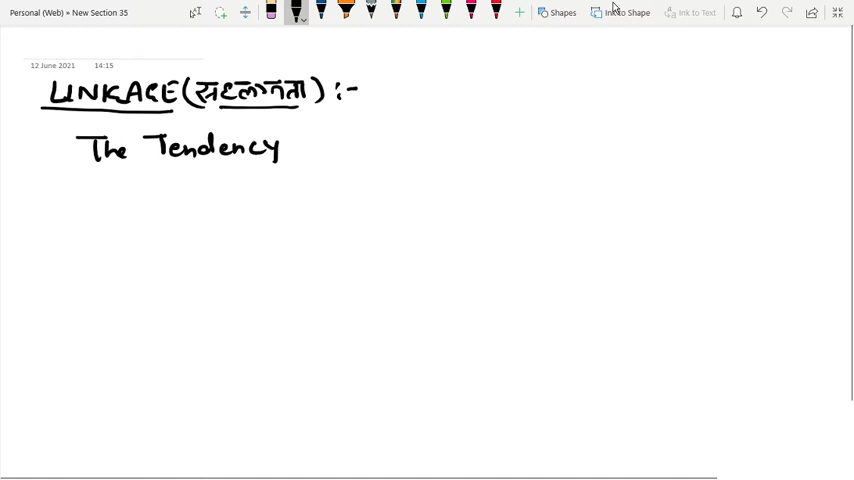 Personal (Web) » New Section 35
Shapes
Ink to Shape
Ink to Text
12 June 2021 14:15
LINKAGE (सहलग्नता) :-
The Tendency